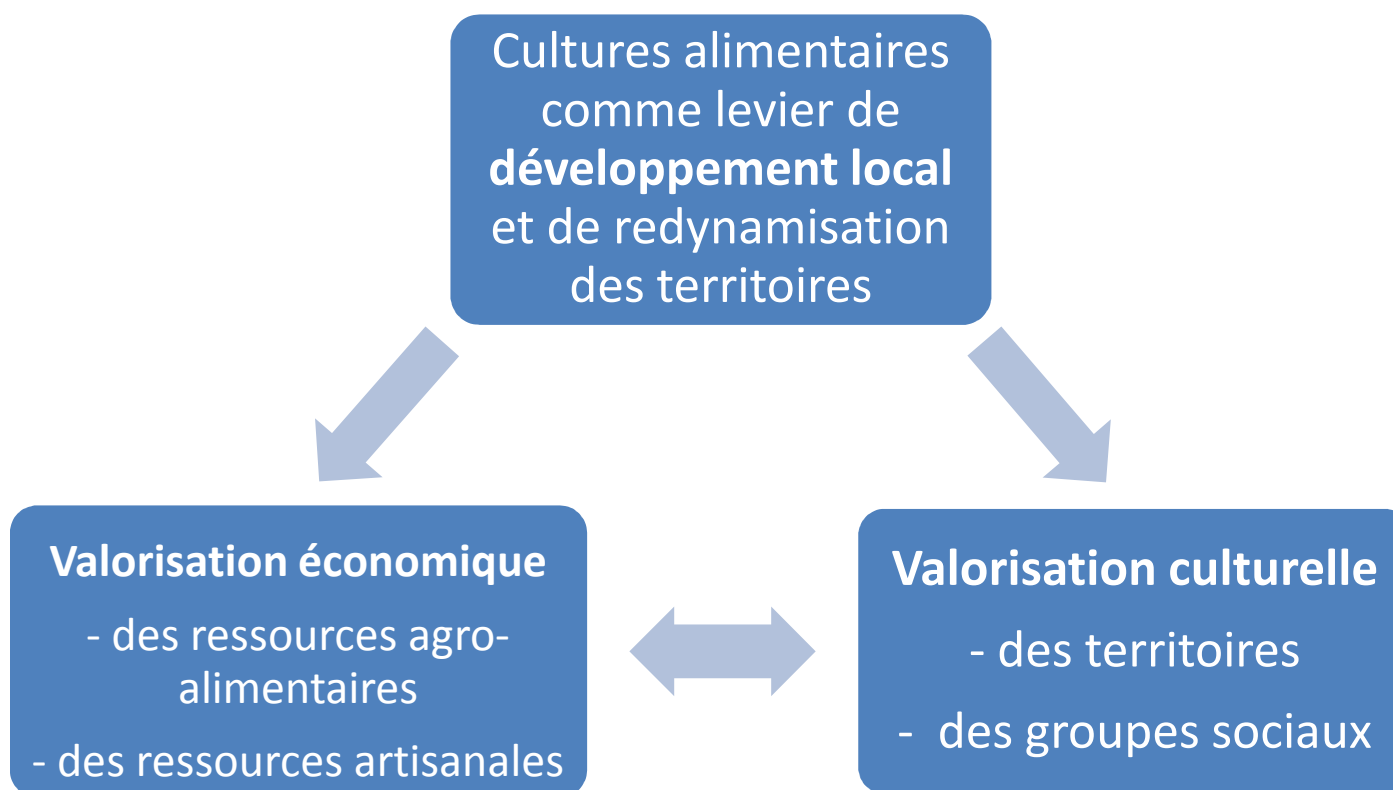 Cultures alimentaires
comme levier de
développement local
et de redynamisation
des territoires
Valorisation économique
- des ressources agro-
alimentaires
- des ressources artisanales
Valorisation culturelle
- des territoires
- des groupes sociaux